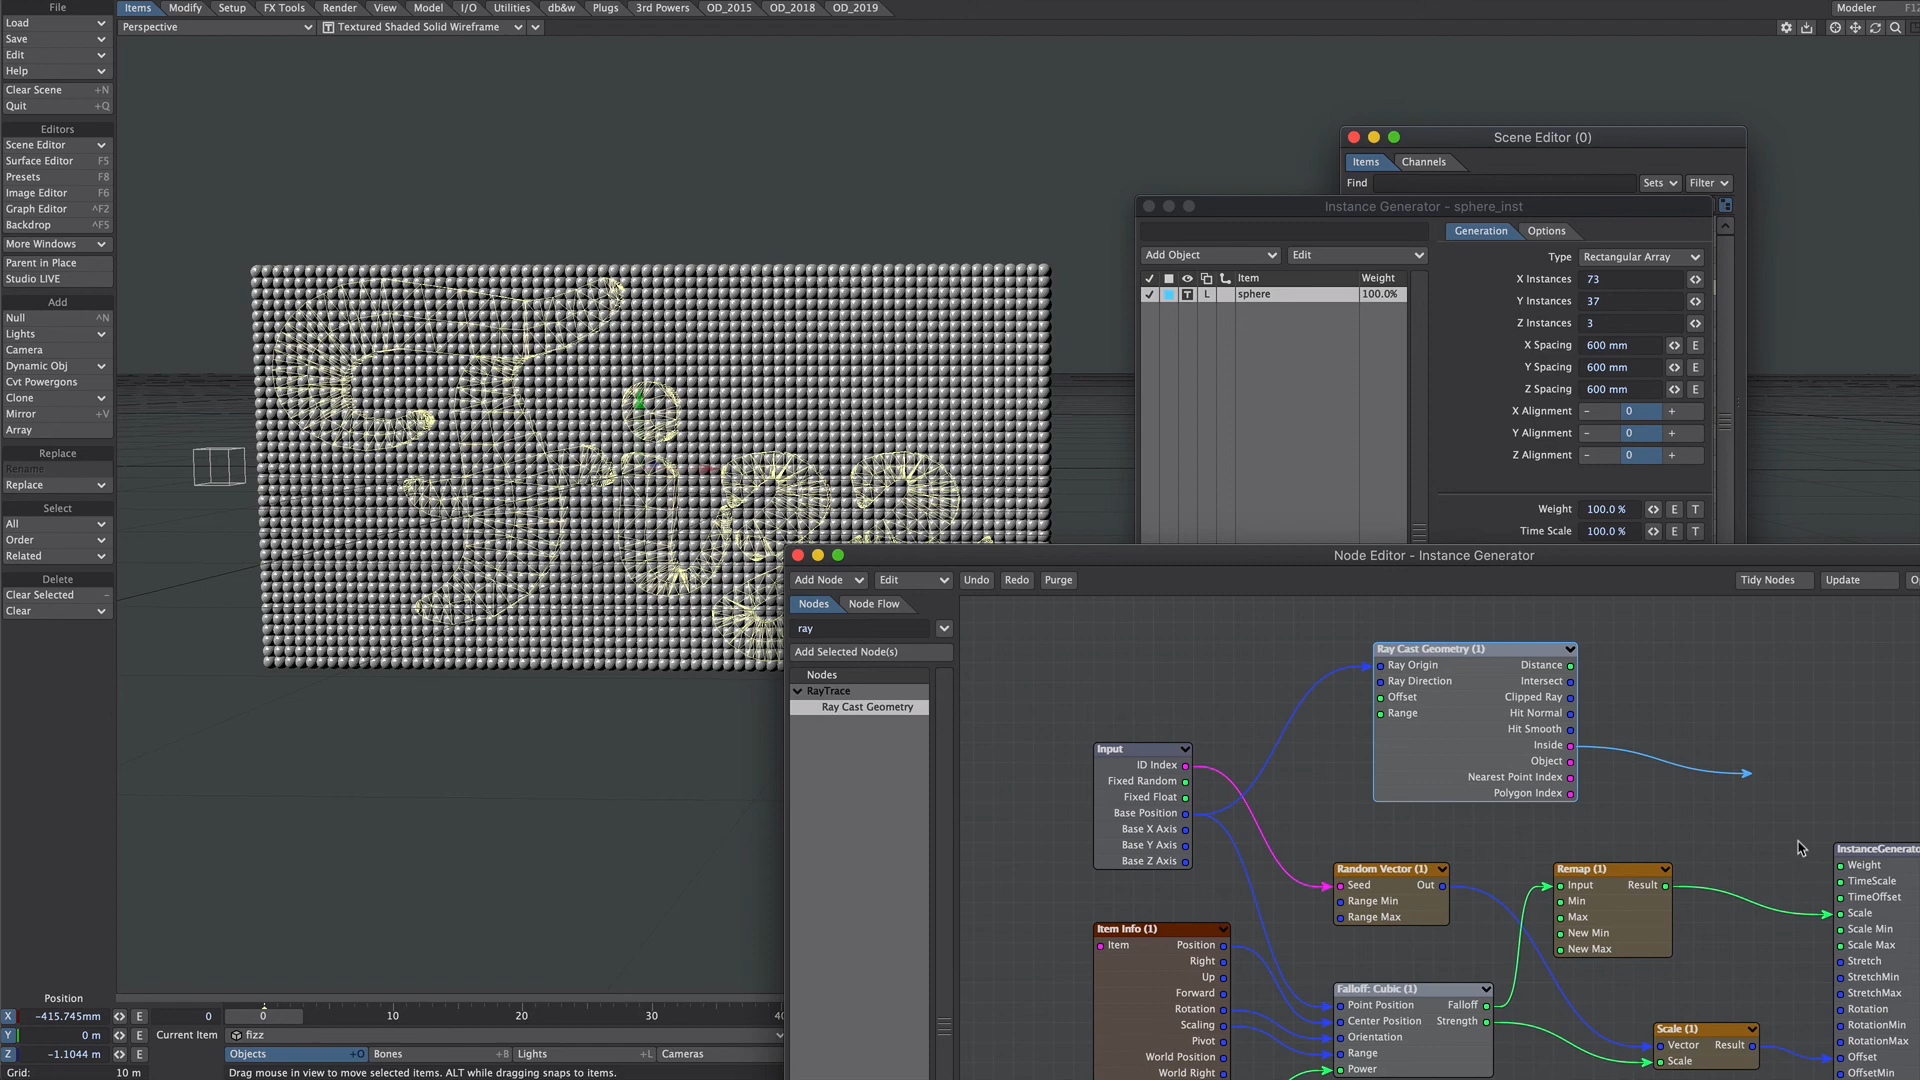 File Items Modify Setup FX Tools Render View Model I/O Utilities db&w Plugs 3rd Powers OD_2015 OD_2018 OD_2019 Modeler F12
Load
Save
Edit
Help
Clear Scene +N
Quit +Q
Editors
Scene Editor
Surface Editor F5
Presets F8
Image Editor F6
Graph Editor ^F2
Backdrop ^F5
More Windows
Parent in Place
Studio LIVE
Add
Null ^N
Lights
Camera
Dynamic Obj
Cvt Powergons
Clone
Mirror +V
Array
Replace
Rename
Replace
Select
All
Order
Related
Delete
Clear Selected –
Clear
Perspective
T Textured Shaded Solid Wireframe
Scene Editor (0)
Items Channels
Find Sets Filter
Instance Generator - sphere_inst
Add Object Edit
Item Weight
T L sphere 100.0%
Generation Options
Type Rectangular Array
X Instances 73
Y Instances 37
Z Instances 3
X Spacing 600 mm E
Y Spacing 600 mm E
Z Spacing 600 mm E
X Alignment – 0 +
Y Alignment – 0 +
Z Alignment – 0 +
Weight 100.0 % E T
Time Scale 100.0 % E T
Node Editor - Instance Generator
Add Node Edit Undo Redo Purge Tidy Nodes Update Op
Nodes Node Flow
ray
Add Selected Node(s)
Nodes
RayTrace
Ray Cast Geometry
Ray Cast Geometry (1)
Ray Origin Distance
Ray Direction Intersect
Offset Clipped Ray
Range Hit Normal
Hit Smooth
Inside
Object
Nearest Point Index
Polygon Index
Input
ID Index
Fixed Random
Fixed Float
Base Position
Base X Axis
Base Y Axis
Base Z Axis
Random Vector (1)
Seed Out
Range Min
Range Max
Remap (1)
Input Result
Min
Max
New Min
New Max
InstanceGenerato
Weight
TimeScale
TimeOffset
Scale
Scale Min
Scale Max
Stretch
StretchMin
StretchMax
Rotation
RotationMin
RotationMax
Offset
OffsetMin
Item Info (1)
Item Position
Right
Up
Forward
Rotation
Scaling
Pivot
World Position
World Right
Falloff: Cubic (1)
Point Position Falloff
Center Position Strength
Orientation
Range
Power
Scale (1)
Vector Result
Scale
Position
X -415.745mm E
Y 0 m E
Z -1.1044 m E
Grid: 10 m
0 0 10 20 30 40
Current Item fizz
Objects +O Bones +B Lights +L Cameras
Drag mouse in view to move selected items. ALT while dragging snaps to items.